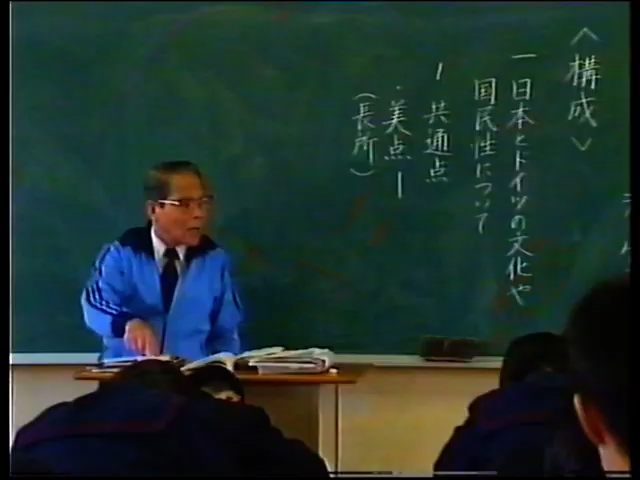 〈構成〉
一 日本とドイツの文化や
国民性について
1 共通点
・美点ー
(長所)